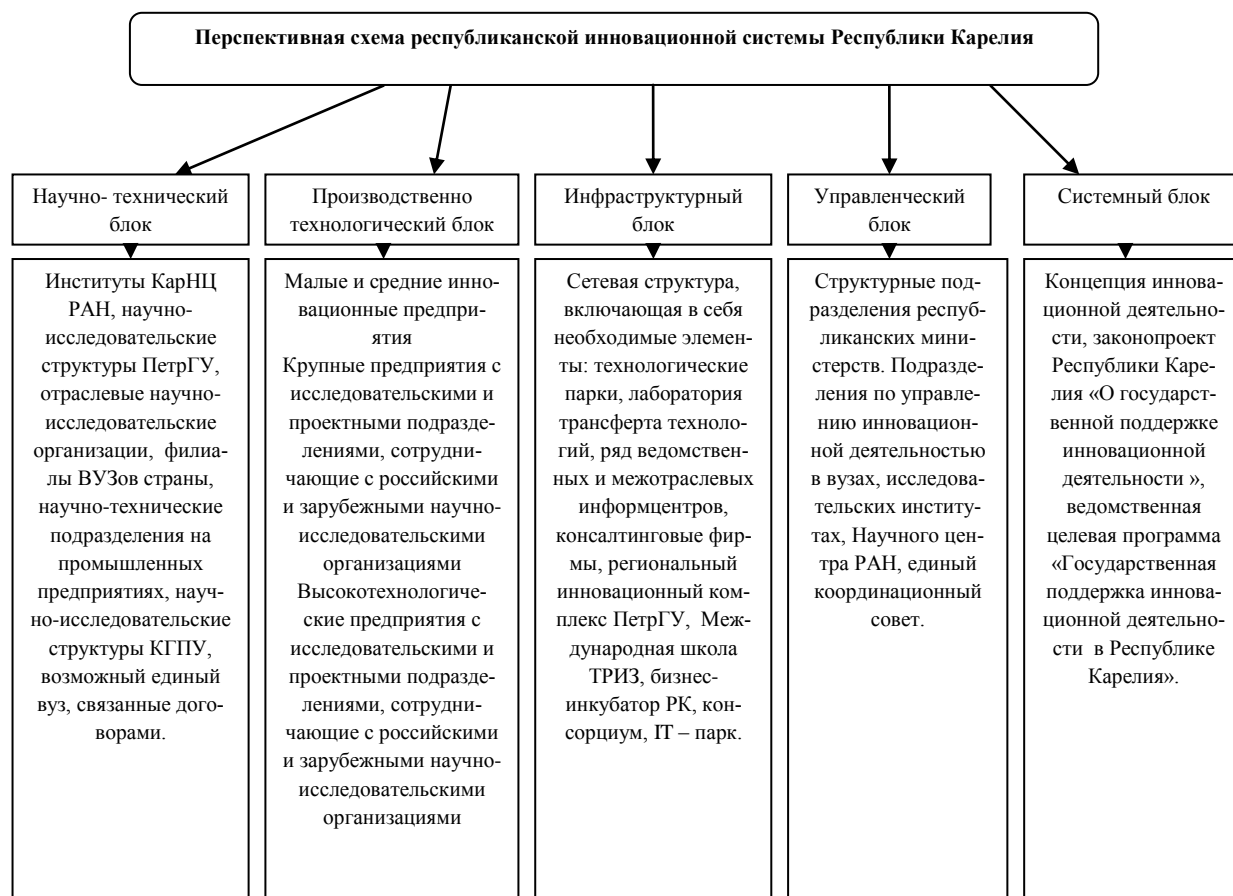 Перспективная схема республиканской инновационной системы Республики Карелия
Научно- технический
блок
Институты КарНЦ
РАН, научно-
исследовательские
структуры ПетрГУ,
отраслевые научно-
исследовательские
организации, филиа-
лы ВУЗов страны,
научно-технические
подразделения на
промышленных
предприятиях, науч-
но-исследовательские
структуры КГПУ,
возможный единый
вуз, связанные дого-
ворами.
Производственно
технологический блок
Малые и средние инно-
вационные предпри-
ятия
Крупные предприятия с
исследовательскими и
проектными подразде-
лениями, сотрудни-
чающие с российскими
и зарубежными научно-
исследовательскими
организациями
Высокотехнологиче-
ские предприятия с
исследовательскими и
проектными подразде-
лениями, сотрудни-
чающие с российскими
и зарубежными научно-
исследовательскими
организациями
Инфраструктурный
блок
Сетевая структура,
включающая в себя
необходимые элемен-
ты: технологические
парки, лаборатория
трансферта техноло-
гий, ряд ведомствен-
ных и межотраслевых
информцентров,
консалтинговые фир-
мы, региональный
инновационный ком-
плекс ПетрГУ, Меж-
дународная школа
ТРИЗ, бизнес-
инкубатор РК, кон-
сорциум, IT – парк.
Управленческий
блок
Структурные под-
разделения респуб-
ликанских мини-
стерств. Подразде-
ления по управле-
нию инновацион-
ной деятельностью
в вузах, исследова-
тельских институ-
тах, Научного цен-
тра РАН, единый
координационный
совет.
Системный блок
Концепция иннова-
ционной деятельно-
сти, законопроект
Республики Каре-
лия «О государст-
венной поддержке
инновационной
деятельности »,
ведомственная
целевая программа
«Государственная
поддержка иннова-
ционной деятельно-
сти в Республике
Карелия».